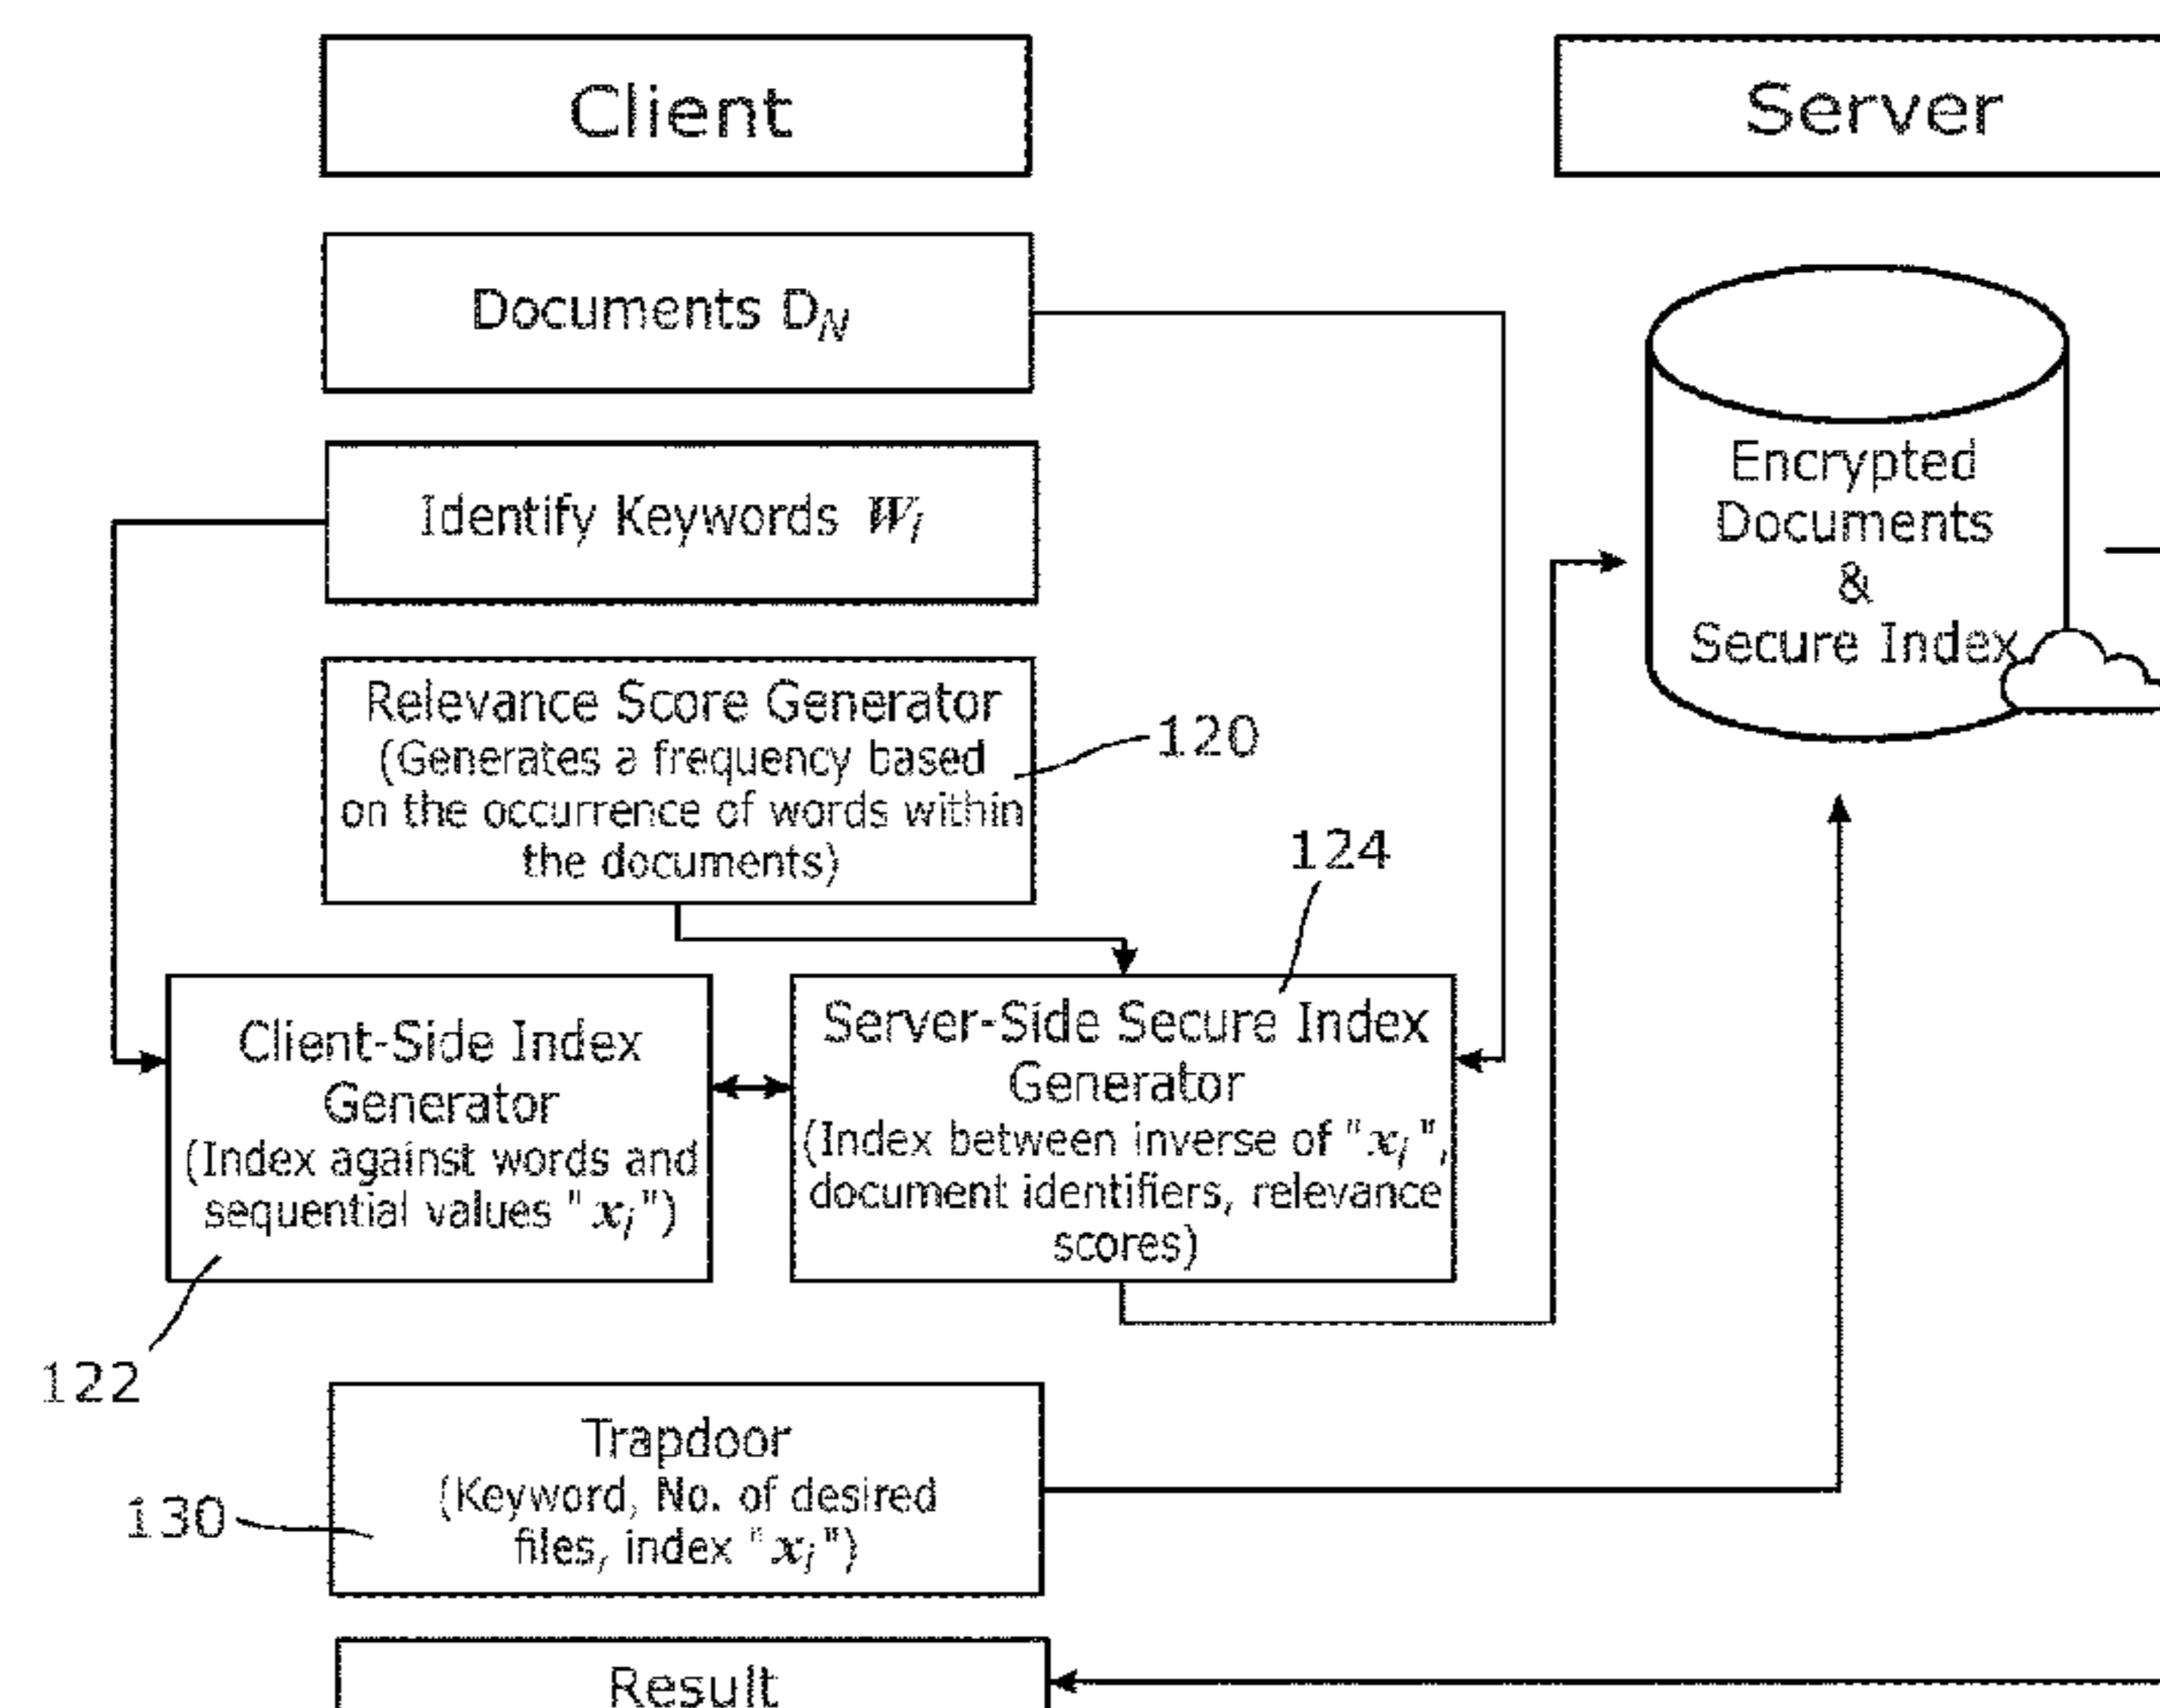 Client
Server
Documents D_N
Identify Keywords W_i
Encrypted
Documents
&
Secure Index
Relevance Score Generator
(Generates a frequency based
on the occurrence of words within
the documents)
120
124
Client-Side Index
Generator
(Index against words and
sequential values "x_i")
122
Server-Side Secure Index
Generator
(Index between inverse of "x_i",
document identifiers, relevance
scores)
Trapdoor
(Keyword, No. of desired
files, index "x_i")
130
Result